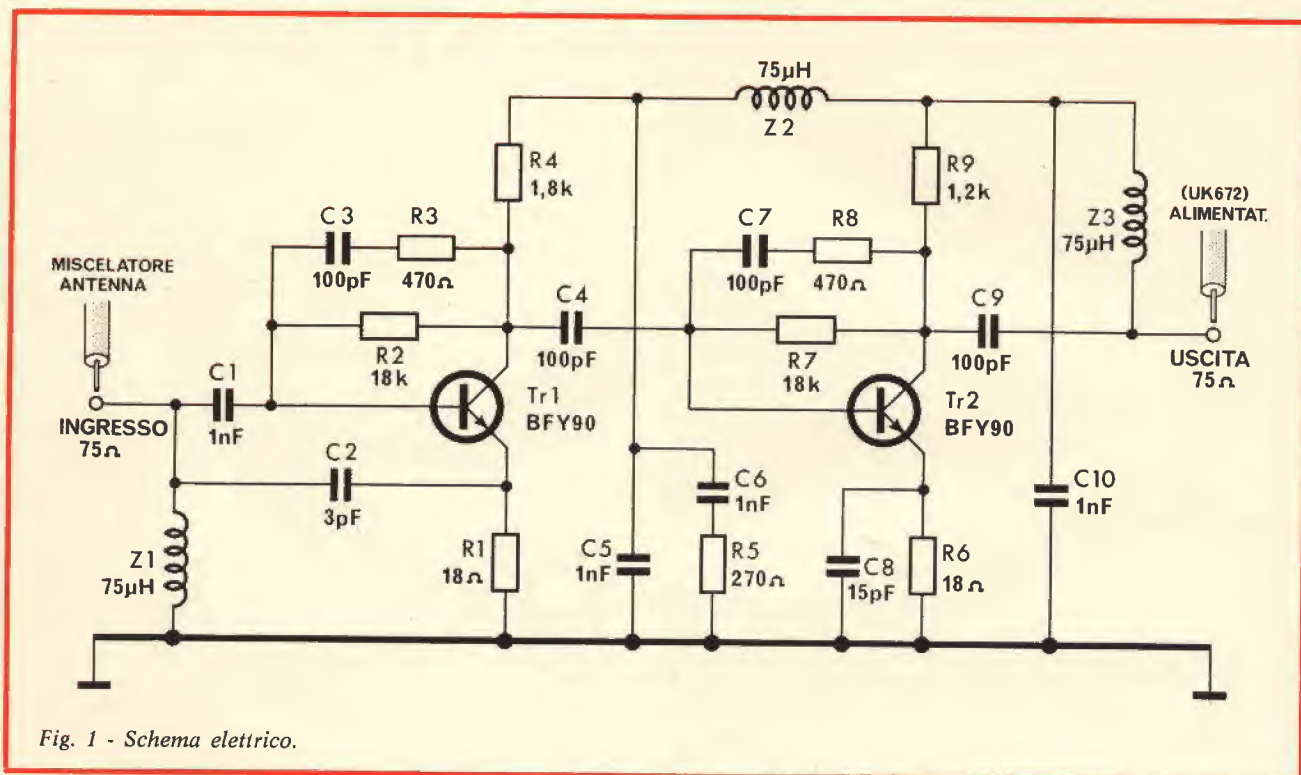 75µH
Z2
R4
1,8k
R9
1,2k
(UK672)
ALIMENTAT.
Z3
75µH
C3
R3
100pF
470Ω
C7
R8
100pF
470Ω
MISCELATORE
ANTENNA
C4
100pF
C9
100pF
R2
18k
R7
18k
USCITA
75Ω
C1
1nF
INGRESSO
75Ω
Tr1
BFY90
Tr2
BFY90
C2
3pF
C6
1nF
C10
1nF
Z1
75µH
R1
18Ω
C5
1nF
R5
270Ω
C8
15pF
R6
18Ω
Fig. 1 - Schema elettrico.